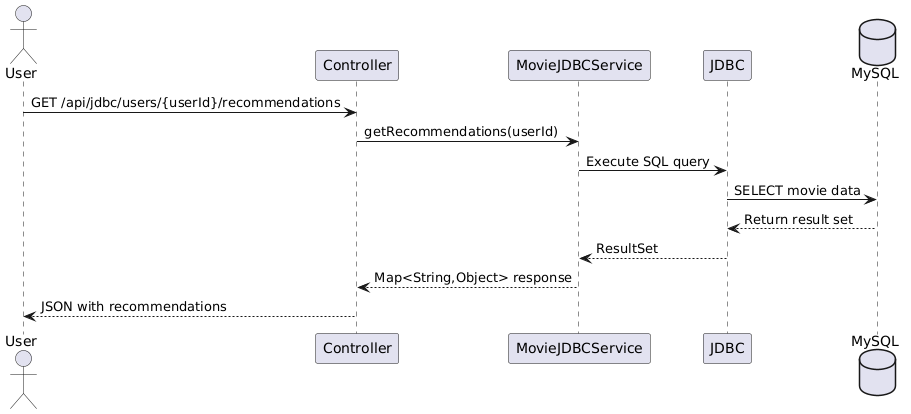 User
Controller
MovieJDBCService
JDBC
MySQL
GET /api/jdbc/users/{userId}/recommendations
getRecommendations(userId)
Execute SQL query
SELECT movie data
Return result set
ResultSet
Map<String,Object> response
JSON with recommendations
User
Controller
MovieJDBCService
JDBC
MySQL